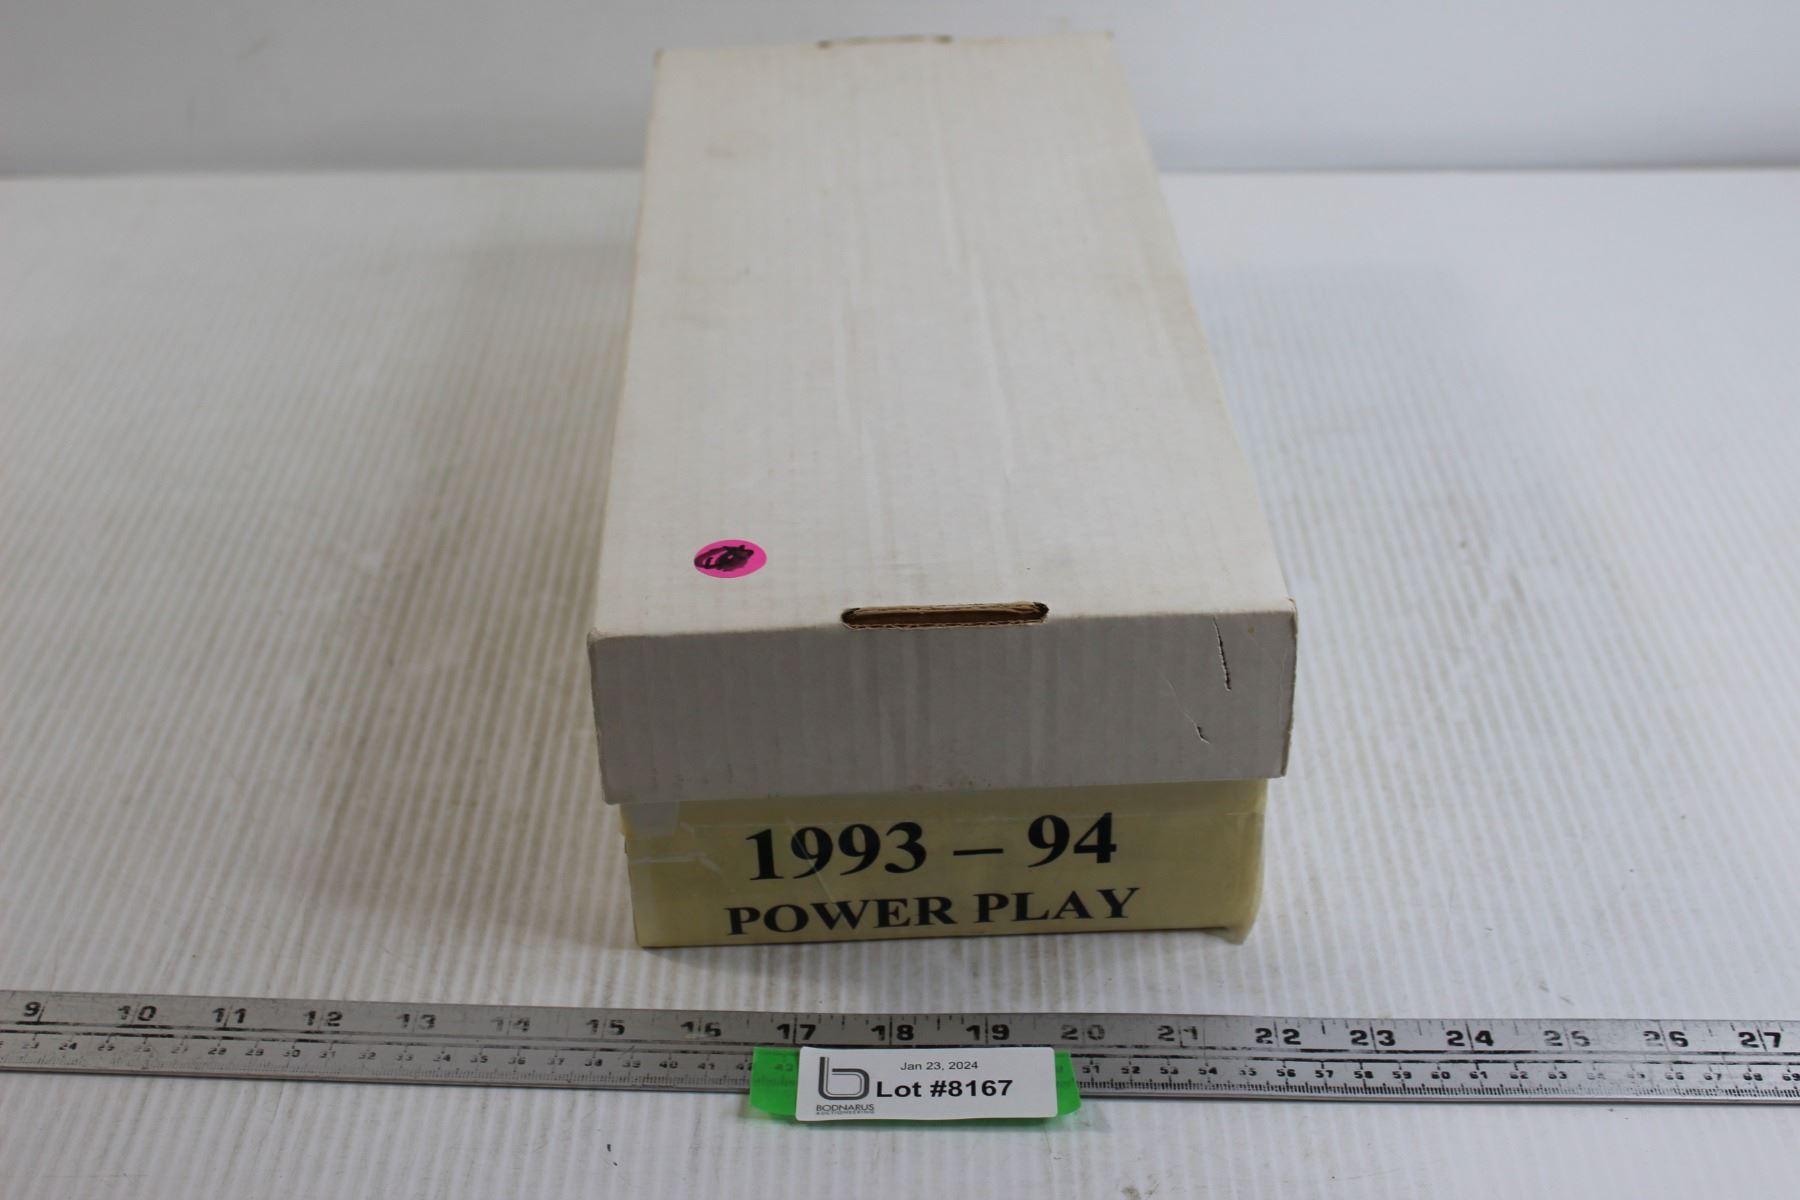 1993 – 94
POWER PLAY
9 10 11 12 13 14 15 16 17 18 19 20 21 22 23 24 25 26 27
Jan 23, 2024
Lot #8167
BODNARUS
AUCTIONEERING